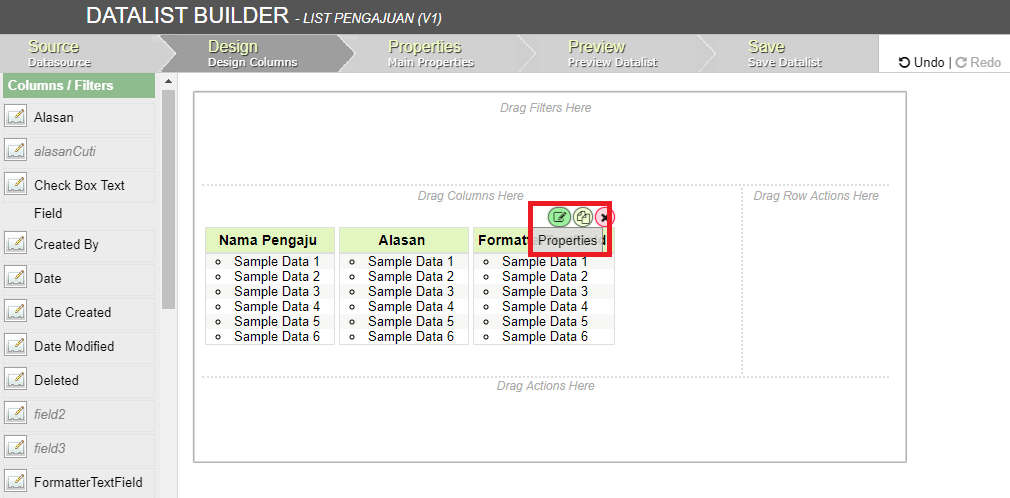 DATALIST BUILDER - LIST PENGAJUAN (V1)
Source
Datasource
Design
Design Columns
Properties
Main Properties
Preview
Preview Datalist
Save
Save Datalist
Undo | Redo
Columns / Filters
Alasan
alasanCuti
Check Box Text
Field
Created By
Date
Date Created
Date Modified
Deleted
field2
field3
FormatterTextField
Drag Filters Here
Drag Columns Here
Drag Row Actions Here
Properties
Nama Pengaju
Sample Data 1
Sample Data 2
Sample Data 3
Sample Data 4
Sample Data 5
Sample Data 6
Alasan
Sample Data 1
Sample Data 2
Sample Data 3
Sample Data 4
Sample Data 5
Sample Data 6
Sample Data 1
Sample Data 2
Sample Data 3
Sample Data 4
Sample Data 5
Sample Data 6
Drag Actions Here